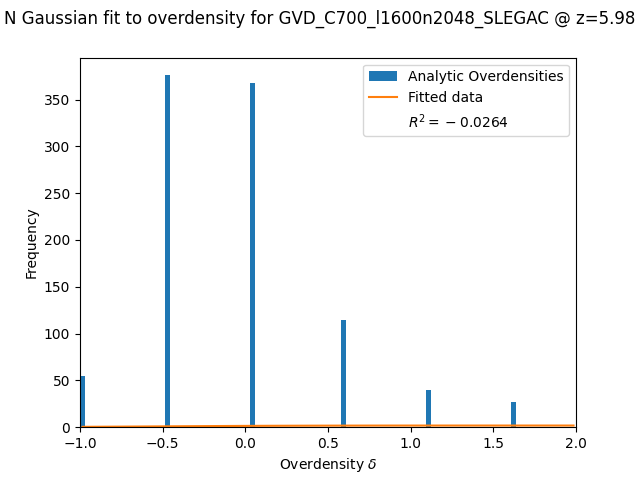 N Gaussian fit to overdensity for GVD_C700_l1600n2048_SLEGAC @ z=5.98
Analytic Overdensities
Fitted data
R² = − 0.0264
350
300
250
200
150
100
50
0
Frequency
−1.0 −0.5 0.0 0.5 1.0 1.5 2.0
Overdensity δ